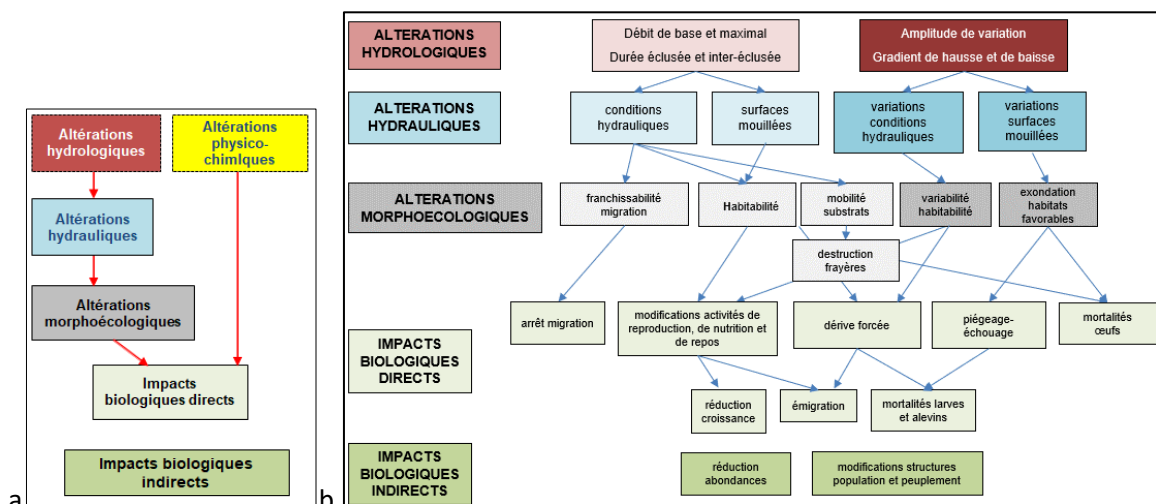 Altérations
hydrologiques
Altérations
physico-
chimiques
Altérations
hydrauliques
Altérations
morphoécologiques
Impacts
biologiques directs
Impacts biologiques
indirects
a
b
ALTERATIONS
HYDROLOGIQUES
Débit de base et maximal
Durée éclusée et inter-éclusée
Amplitude de variation
Gradient de hausse et de baisse
ALTERATIONS
HYDRAULIQUES
conditions
hydrauliques
surfaces
mouillées
variations
conditions
hydrauliques
variations
surfaces
mouillées
ALTERATIONS
MORPHOECOLOGIQUES
franchissabilité
migration
Habitabilité
mobilité
substrats
variabilité
habitabilité
exondation
habitats
favorables
destruction
frayères
arrêt migration
modifications activités de
reproduction, de nutrition et
de repos
dérive forcée
piégeage-
échouage
mortalités
œufs
IMPACTS
BIOLOGIQUES
DIRECTS
réduction
croissance
émigration
mortalités larves
et alevins
IMPACTS
BIOLOGIQUES
INDIRECTS
réduction
abondances
modifications structures
population et peuplement